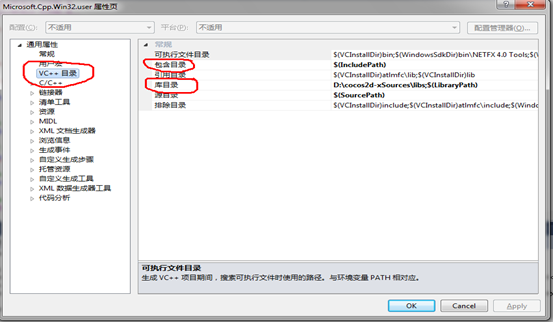 Microsoft.Cpp.Win32.user 属性页
配置(C): 不适用 平台(P): 不适用 配置管理器(O)...
通用属性
常规
用户宏
VC++ 目录
C/C++
链接器
清单工具
资源
MIDL
XML 文档生成器
浏览信息
生成事件
自定义生成步骤
托管资源
自定义生成工具
XML 数据生成器工具
代码分析
常规
可执行文件目录 $(VCInstallDir)bin;$(WindowsSdkDir)bin\NETFX 4.0 Tools;$(
包含目录 $(IncludePath)
引用目录 $(VCInstallDir)atlmfc\lib;$(VCInstallDir)lib
库目录 D:\cocos2d-xSources\libs;$(LibraryPath)
源目录 $(SourcePath)
排除目录 $(VCInstallDir)include;$(VCInstallDir)atlmfc\include;$(Window
可执行文件目录
生成 VC++ 项目期间，搜索可执行文件时使用的路径。与环境变量 PATH 相对应。
OK Cancel Apply